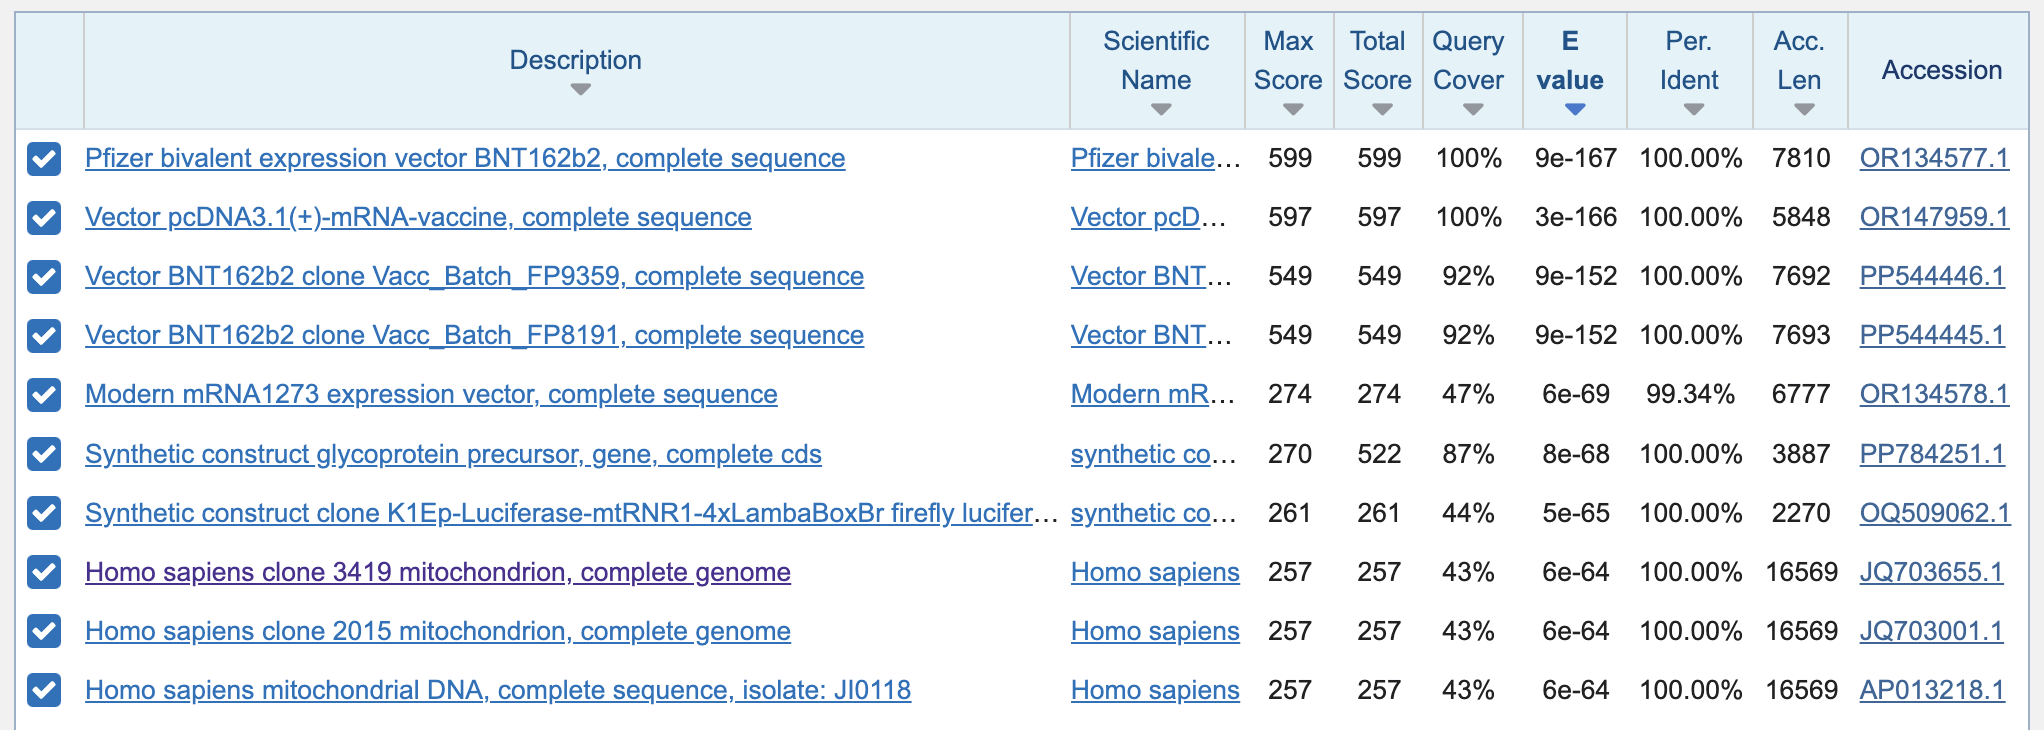 Description Scientific Name Max Score Total Score Query Cover E value Per. Ident Acc. Len Accession
Pfizer bivalent expression vector BNT162b2, complete sequence Pfizer bivale... 599 599 100% 9e-167 100.00% 7810 OR134577.1
Vector pcDNA3.1(+)-mRNA-vaccine, complete sequence Vector pcD... 597 597 100% 3e-166 100.00% 5848 OR147959.1
Vector BNT162b2 clone Vacc_Batch_FP9359, complete sequence Vector BNT... 549 549 92% 9e-152 100.00% 7692 PP544446.1
Vector BNT162b2 clone Vacc_Batch_FP8191, complete sequence Vector BNT... 549 549 92% 9e-152 100.00% 7693 PP544445.1
Modern mRNA1273 expression vector, complete sequence Modern mR... 274 274 47% 6e-69 99.34% 6777 OR134578.1
Synthetic construct glycoprotein precursor, gene, complete cds synthetic co... 270 522 87% 8e-68 100.00% 3887 PP784251.1
Synthetic construct clone K1Ep-Luciferase-mtRNR1-4xLambaBoxBr firefly lucifer... synthetic co... 261 261 44% 5e-65 100.00% 2270 OQ509062.1
Homo sapiens clone 3419 mitochondrion, complete genome Homo sapiens 257 257 43% 6e-64 100.00% 16569 JQ703655.1
Homo sapiens clone 2015 mitochondrion, complete genome Homo sapiens 257 257 43% 6e-64 100.00% 16569 JQ703001.1
Homo sapiens mitochondrial DNA, complete sequence, isolate: JI0118 Homo sapiens 257 257 43% 6e-64 100.00% 16569 AP013218.1